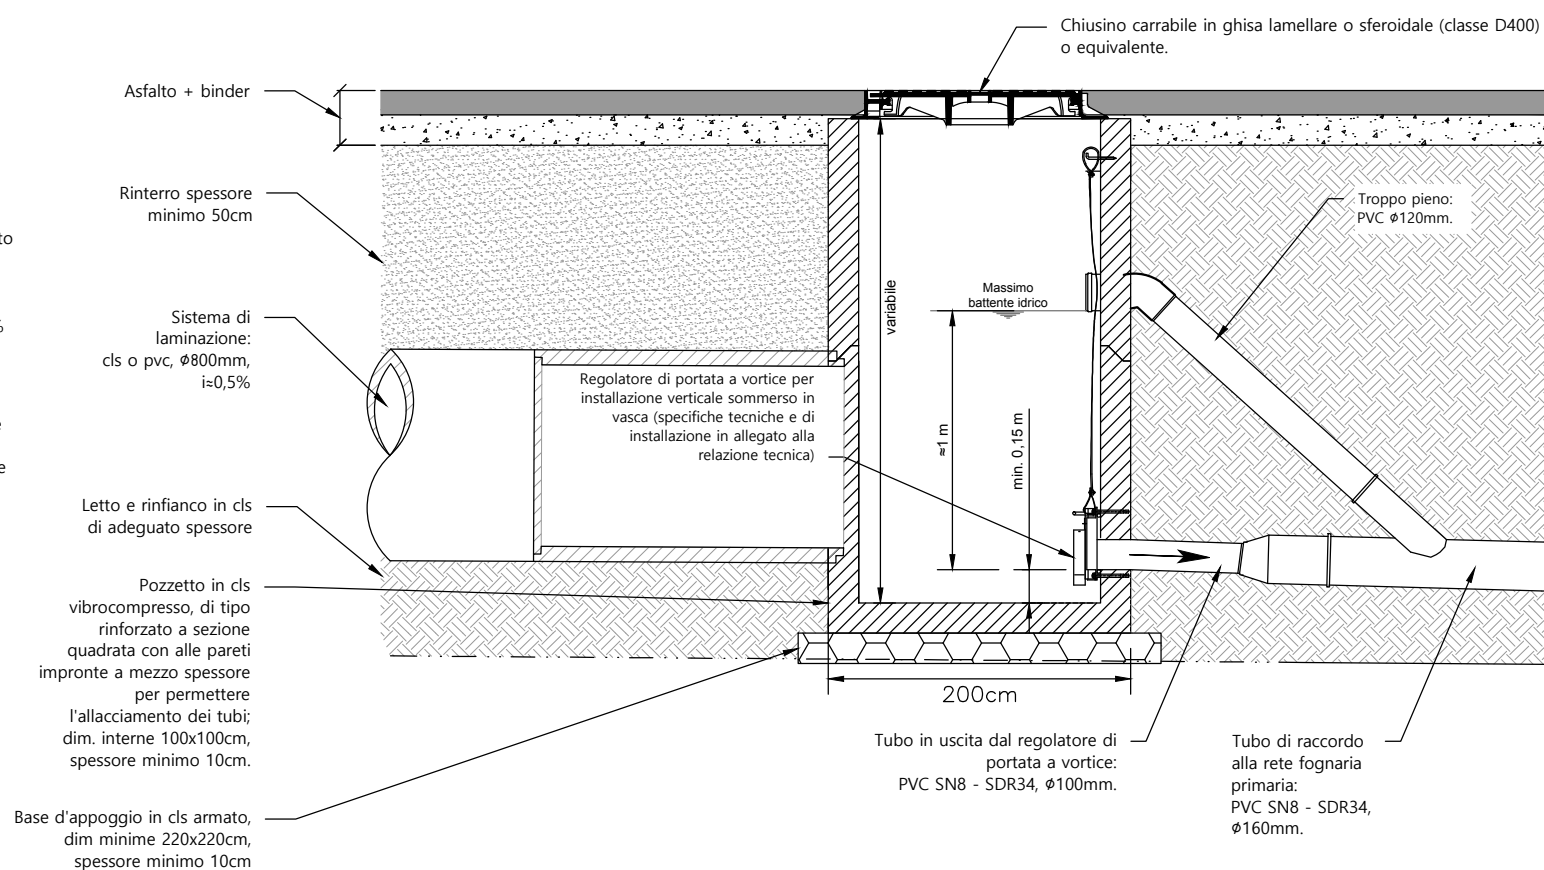 Chiusino carrabile in ghisa lamellare o sferoidale (classe D400)
o equivalente.
Asfalto + binder
Rinterro spessore
minimo 50cm
to
%
e
e
Sistema di
laminazione:
cls o pvc, φ800mm,
i≈0,5%
Letto e rinfianco in cls
di adeguato spessore
Pozzetto in cls
vibrocompresso, di tipo
rinforzato a sezione
quadrata con alle pareti
impronte a mezzo spessore
per permettere
l'allacciamento dei tubi;
dim. interne 100x100cm,
spessore minimo 10cm.
Base d'appoggio in cls armato,
dim minime 220x220cm,
spessore minimo 10cm
Regolatore di portata a vortice per
installazione verticale sommerso in
vasca (specifiche tecniche e di
installazione in allegato alla
relazione tecnica)
variabile
Massimo
battente idrico
≈1 m
min. 0,15 m
200cm
Troppo pieno:
PVC φ120mm.
Tubo in uscita dal regolatore di
portata a vortice:
PVC SN8 - SDR34, φ100mm.
Tubo di raccordo
alla rete fognaria
primaria:
PVC SN8 - SDR34,
φ160mm.